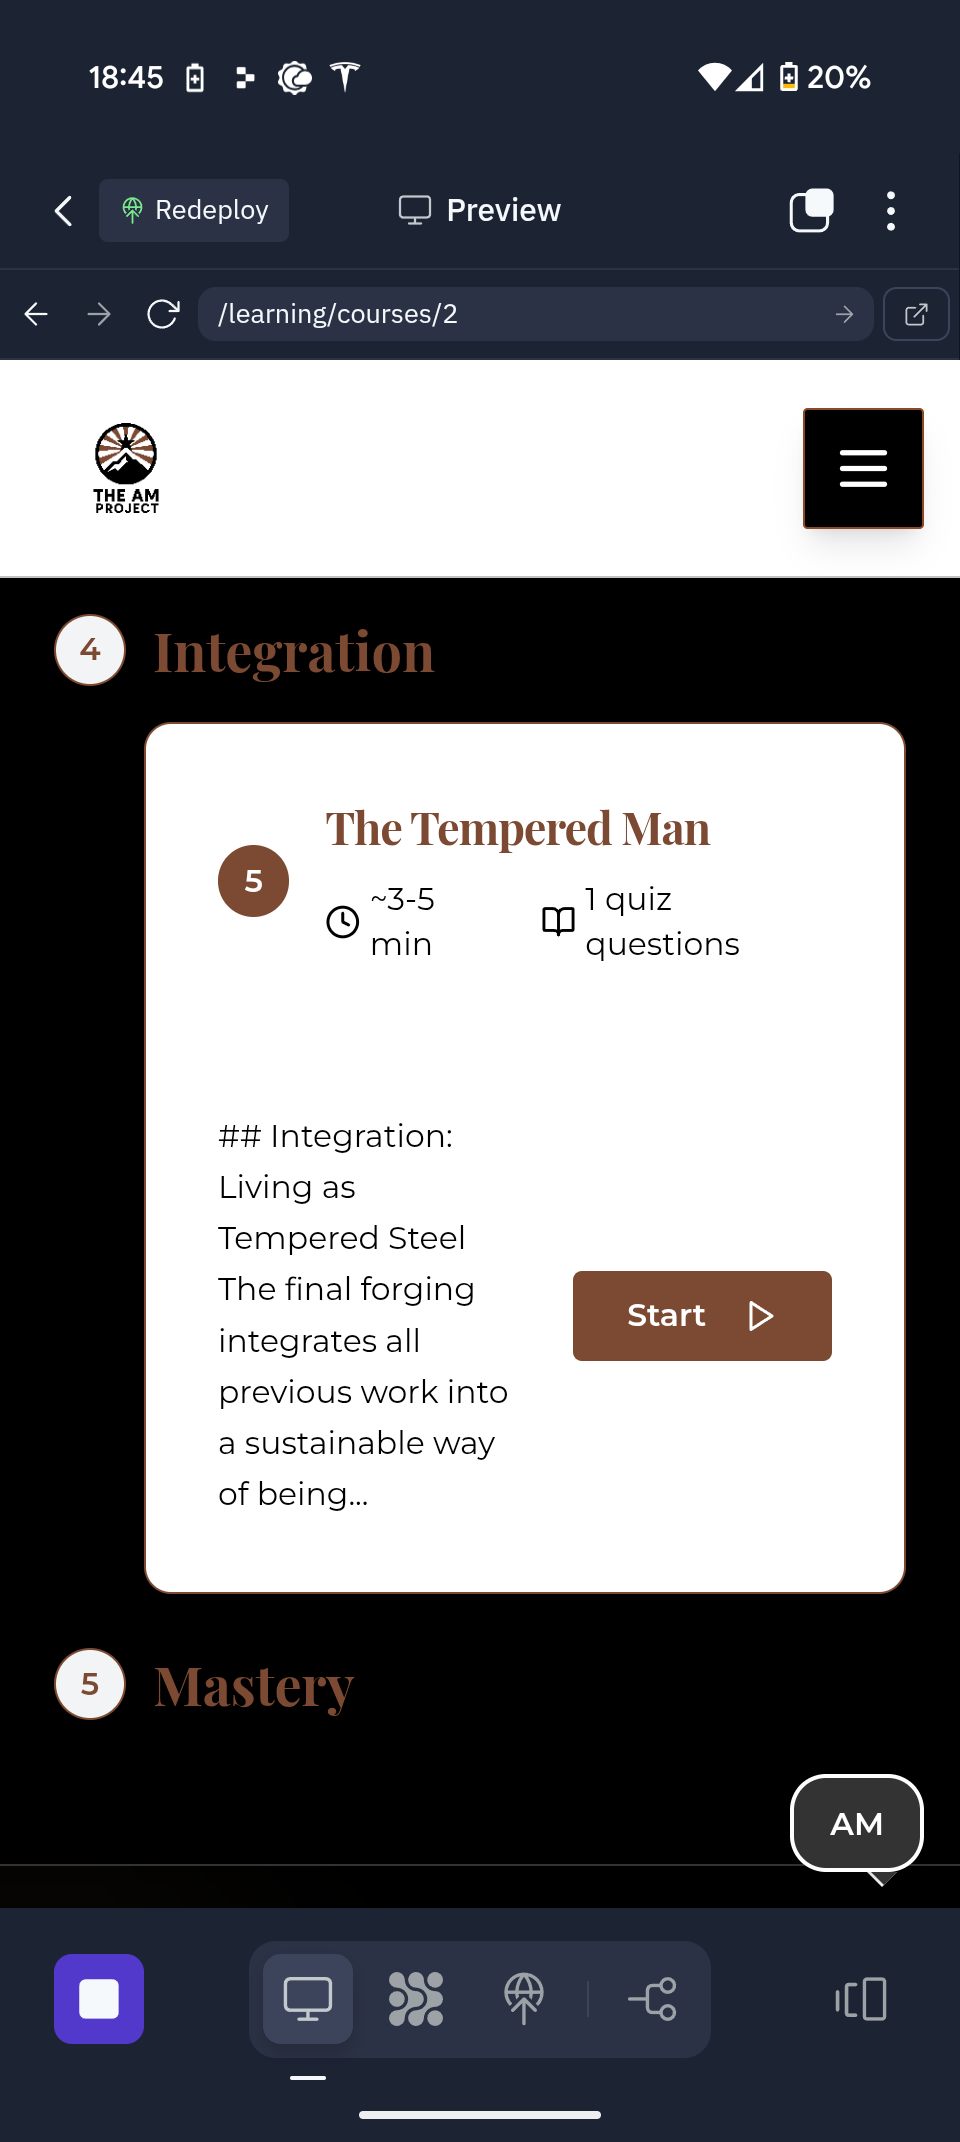 18:45
20%
Redeploy
Preview
/learning/courses/2
THE AM
PROJECT
4
Integration
The Tempered Man
5
~3-5
min
1 quiz
questions
## Integration:
Living as
Tempered Steel
The final forging
integrates all
previous work into
a sustainable way
of being...
Start
5
Mastery
AM